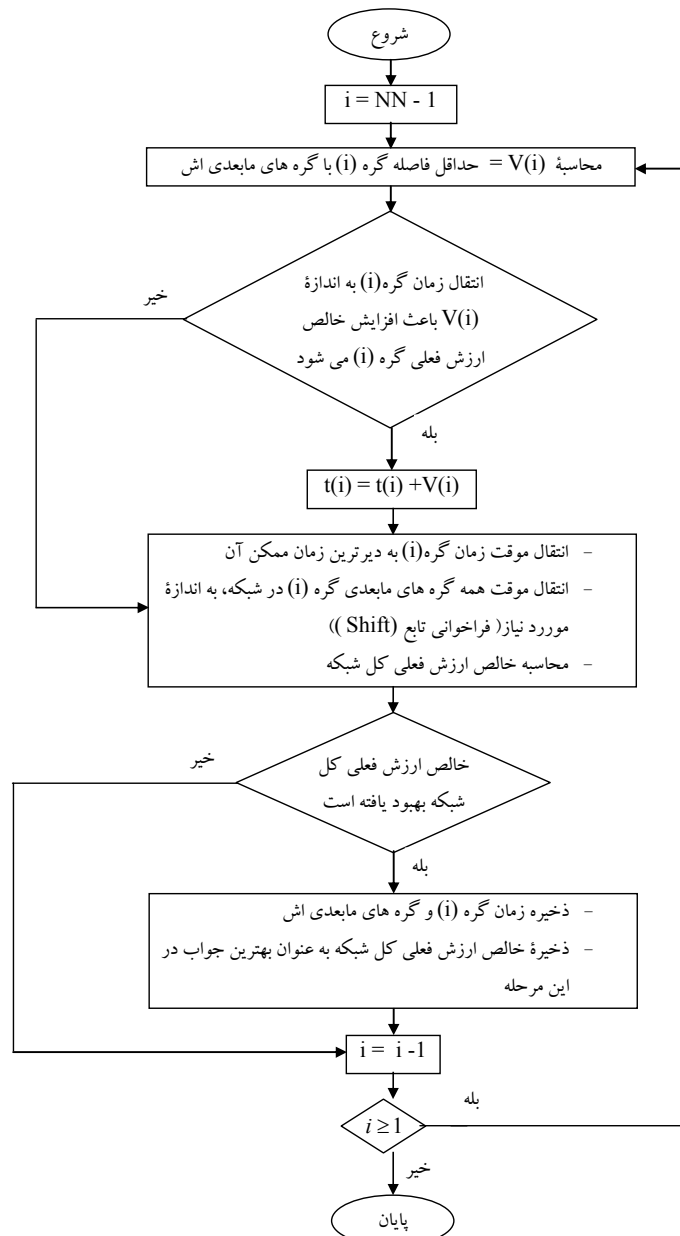 شروع
i = NN - 1
محاسبۀ V(i) = حداقل فاصله گره (i) با گره های مابعدی اش
انتقال زمان گره(i) به اندازۀ
V(i) باعث افزایش خالص
ارزش فعلی گره (i) می شود
خیر
بله
t(i) = t(i) +V(i)
– انتقال موقت زمان گره(i) به دیرترین زمان ممکن آن
– انتقال موقت همه گره های مابعدی گره (i) در شبکه، به اندازۀ
موررد نیاز( فراخوانی تابع (Shift ))
– محاسبه خالص ارزش فعلی کل شبکه
خالص ارزش فعلی کل
شبکه بهبود یافته است
خیر
بله
– ذخیره زمان گره (i) و گره های مابعدی اش
– ذخیرۀ خالص ارزش فعلی کل شبکه به عنوان بهترین جواب در
این مرحله
i = i -1
i ≥ 1
بله
خیر
پایان